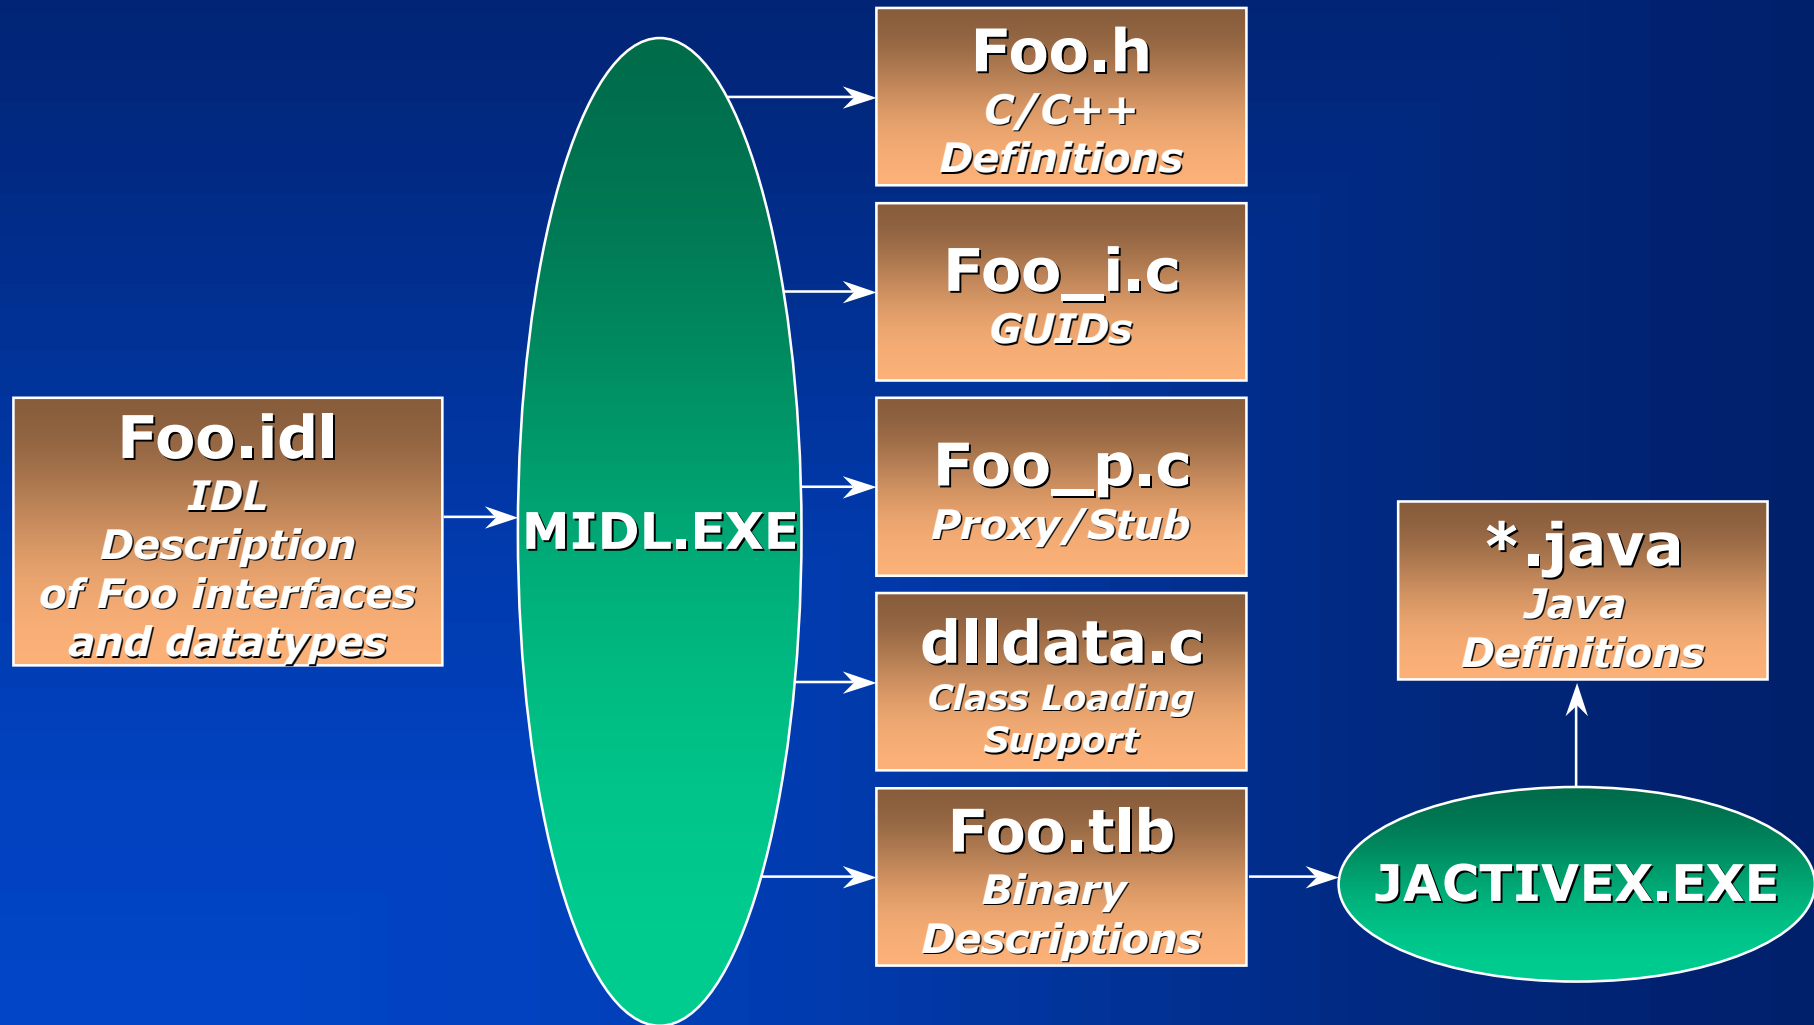 Foo.idl
IDL
Description
of Foo interfaces
and datatypes
MIDL.EXE
Foo.h
C/C++
Definitions
Foo_i.c
GUIDs
Foo_p.c
Proxy/Stub
dlldata.c
Class Loading
Support
Foo.tlb
Binary
Descriptions
JACTIVEX.EXE
*.java
Java
Definitions